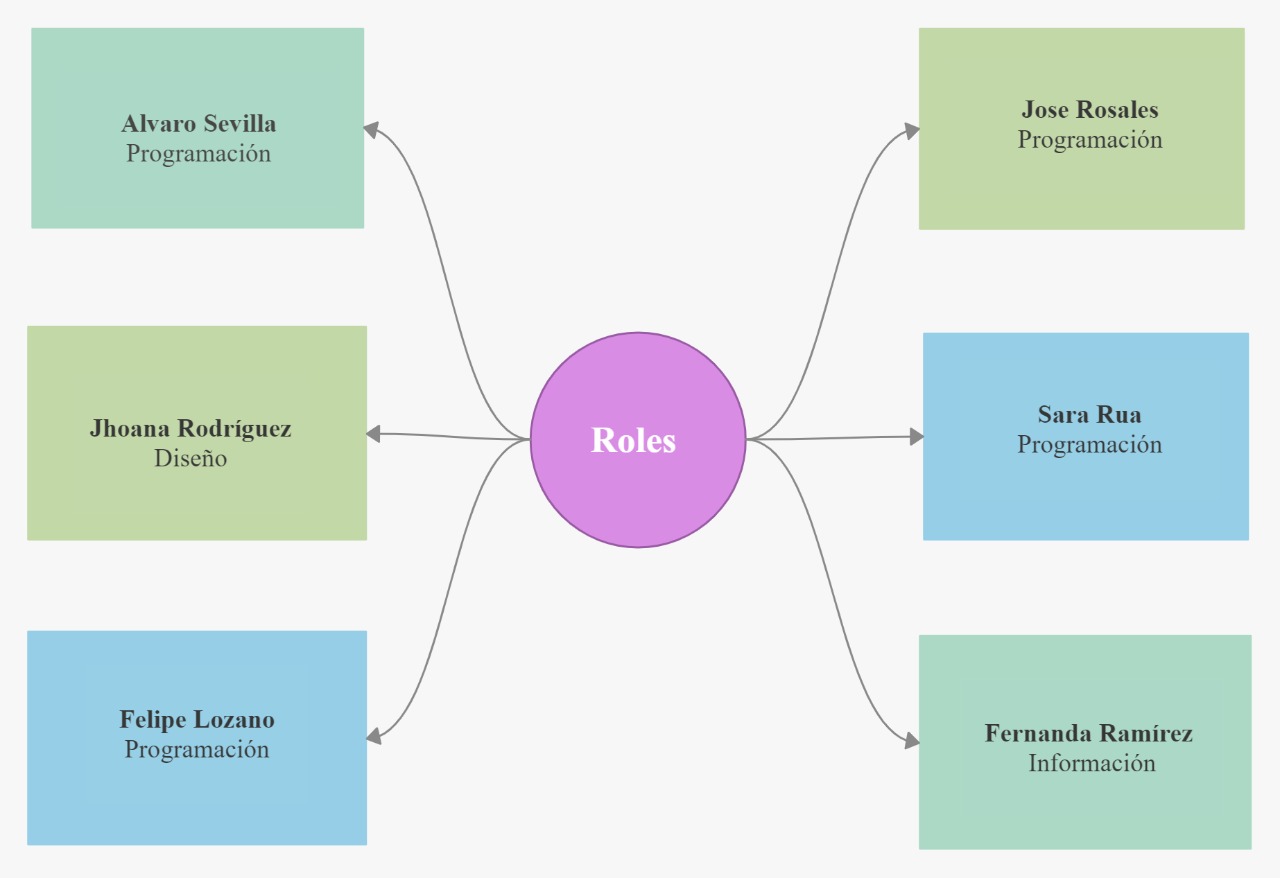 Alvaro Sevilla
Programación
Jose Rosales
Programación
Jhoana Rodríguez
Diseño
Roles
Sara Rua
Programación
Felipe Lozano
Programación
Fernanda Ramírez
Información